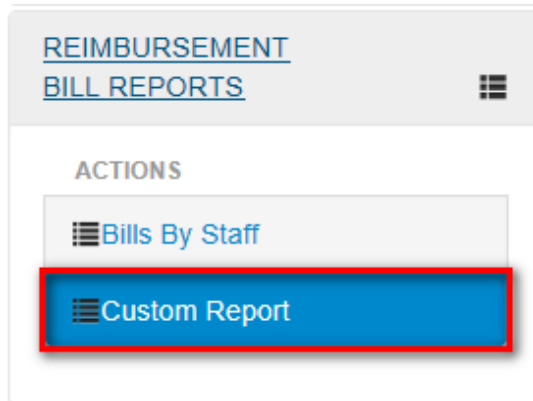 REIMBURSEMENT
BILL REPORTS
ACTIONS
Bills By Staff
Custom Report